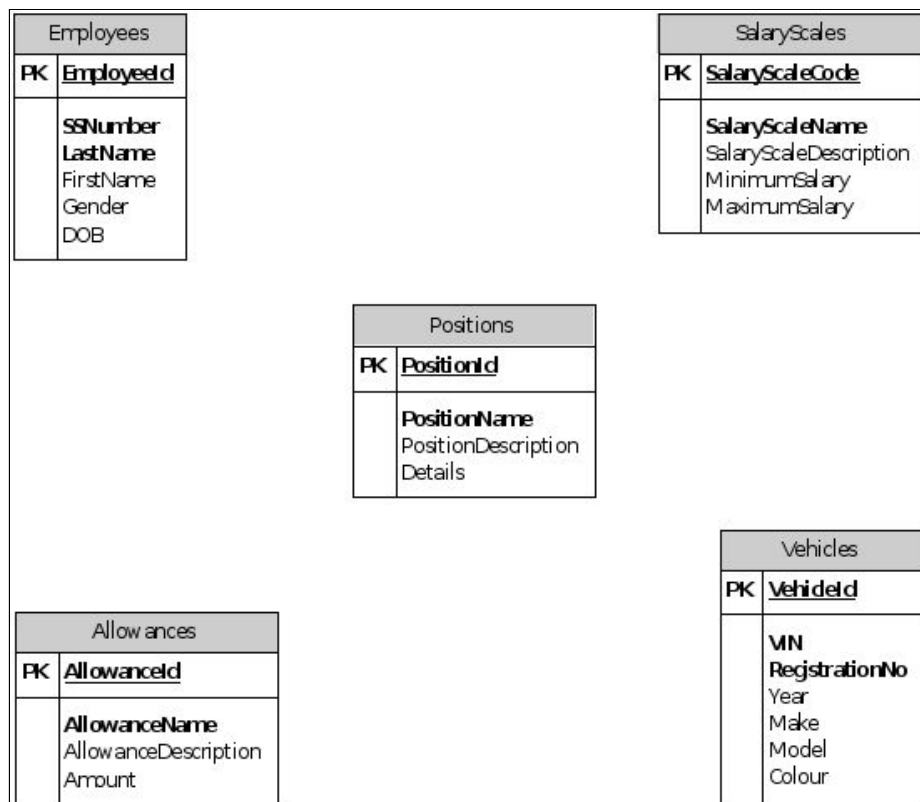 Employees
PK EmployeeId
SSNumber
LastName
FirstName
Gender
DOB
SalaryScales
PK SalaryScaleCode
SalaryScaleName
SalaryScaleDescription
MinimumSalary
MaximumSalary
Positions
PK PositionId
PositionName
PositionDescription
Details
Vehicles
PK VehicleId
VIN
RegistrationNo
Year
Make
Model
Colour
Allowances
PK AllowanceId
AllowanceName
AllowanceDescription
Amount